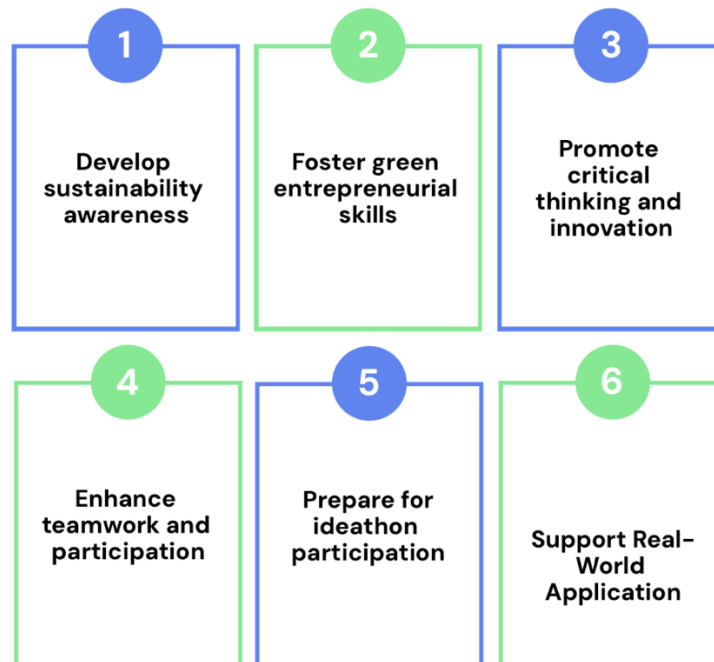 1
Develop
sustainability
awareness
2
Foster green
entrepreneurial
skills
3
Promote
critical
thinking and
innovation
4
Enhance
teamwork and
participation
5
Prepare for
ideathon
participation
6
Support Real-
World
Application